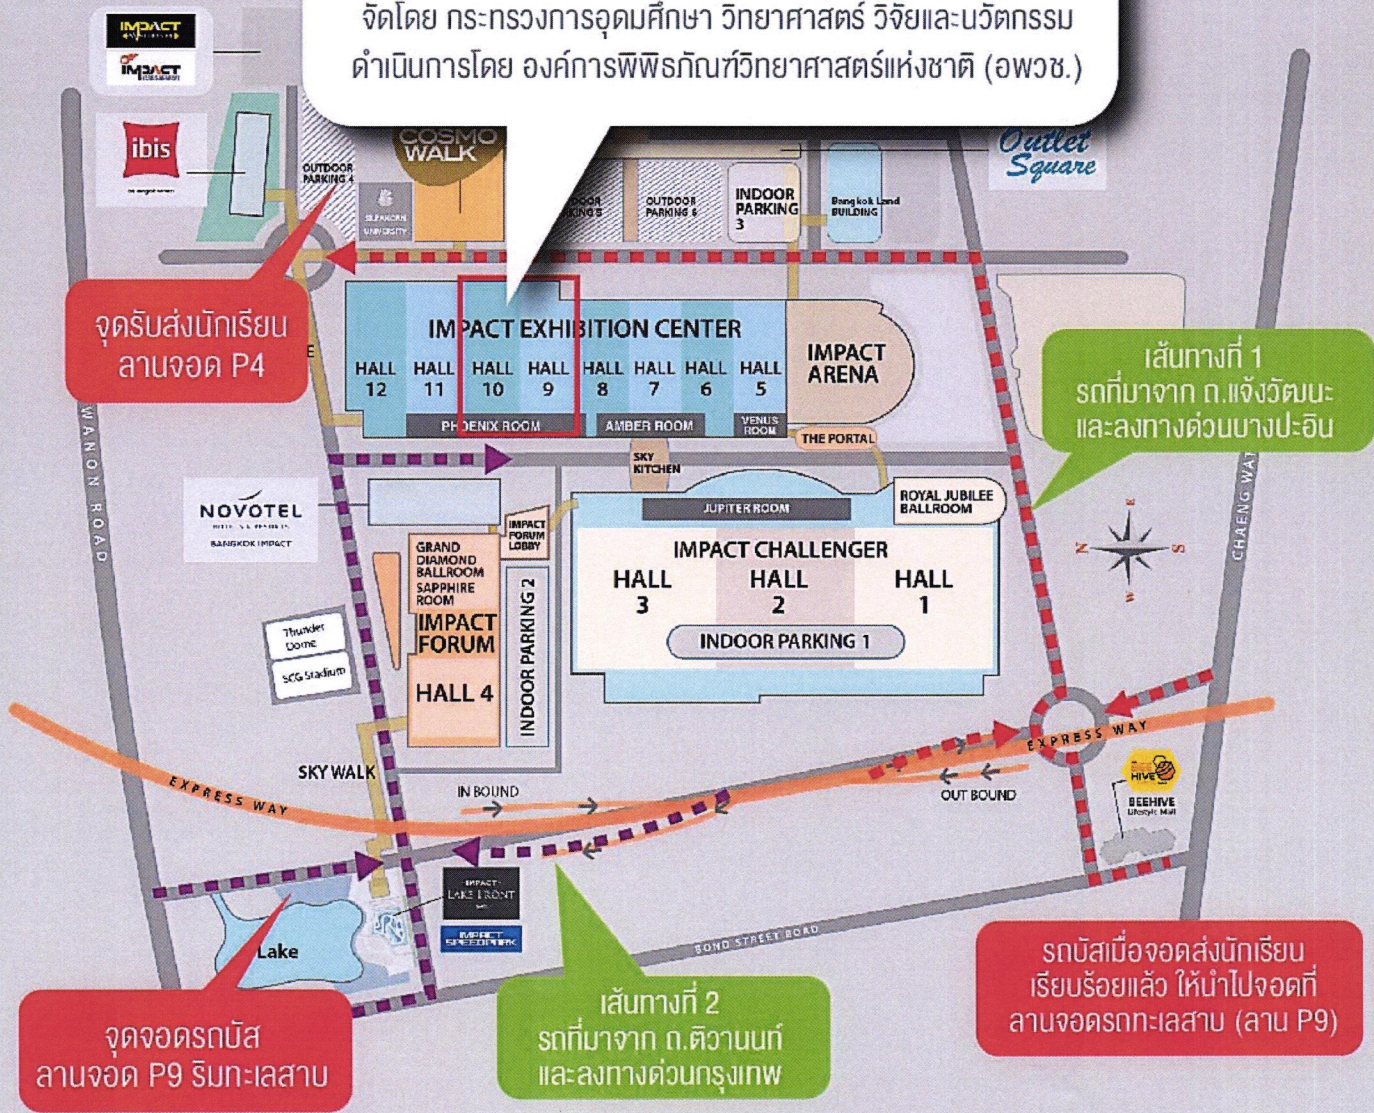 จัดโดย กระทรวงการอุดมศึกษา วิทยาศาสตร์ วิจัยและนวัตกรรม
ดำเนินการโดย องค์การพิพิธภัณฑ์วิทยาศาสตร์แห่งชาติ (อพวช.)
IMPACT
IMPACT
ibis
OUTDOOR
PARKING 4
COSMO
WALK
SILPAKORN
UNIVERSITY
OUTDOOR
PARKING 6
INDOOR
PARKING
3
Bangkok Land
BUILDING
Outlet
Square
จุดรับส่งนักเรียน
ลานจอด P4
IMPACT EXHIBITION CENTER
HALL
12
HALL
11
HALL
10
HALL
9
HALL
8
HALL
7
HALL
6
HALL
5
PHOENIX ROOM
AMBER ROOM
VENUS
ROOM
IMPACT
ARENA
THE PORTAL
SKY
KITCHEN
เส้นทางที่ 1
รถที่มาจาก ถ.แจ้งวัฒนะ
และลงทางด่วนบางปะอิน
WANON ROAD
CHAENG WAT
NOVOTEL
HOTELS & RESORTS
BANGKOK IMPACT
IMPACT
FORUM
LOBBY
GRAND
DIAMOND
BALLROOM
SAPPHIRE
ROOM
IMPACT
FORUM
HALL 4
INDOOR PARKING 2
JUPITER ROOM
ROYAL JUBILEE
BALLROOM
IMPACT CHALLENGER
HALL
3
HALL
2
HALL
1
INDOOR PARKING 1
E
N
S
W
Thunder
Dome
SCG Stadium
SKY WALK
EXPRESS WAY
IN BOUND
EXPRESS WAY
OUT BOUND
BEE
HIVE
BEEHIVE
Lifestyle Mall
IMPACT
LAKE FRONT
IMPACT
SPEEDPARK
Lake
BOND STREET ROAD
จุดจอดรถบัส
ลานจอด P9 ริมทะเลสาบ
เส้นทางที่ 2
รถที่มาจาก ถ.ติวานนท์
และลงทางด่วนกรุงเทพ
รถบัสเมื่อจอดส่งนักเรียน
เรียบร้อยแล้ว ให้นำไปจอดที่
ลานจอดรถทะเลสาบ (ลาน P9)